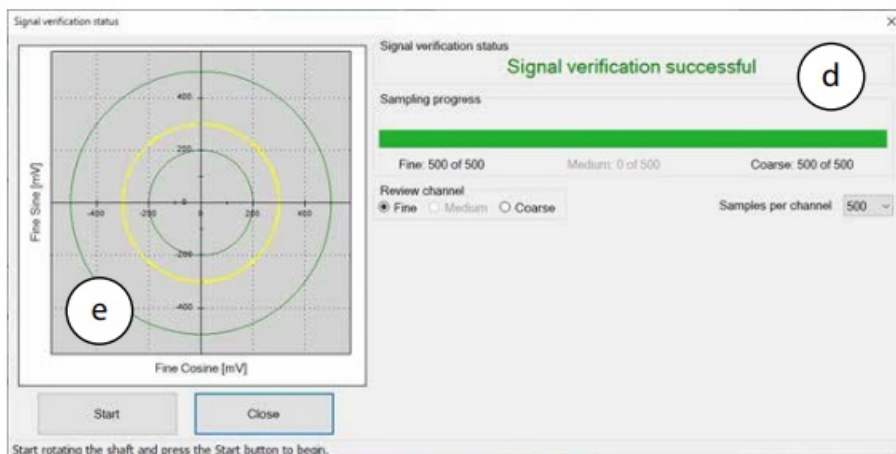 Signal verification status
Signal verification status
Signal verification successful
d
Sampling progress
Fine: 500 of 500
Medium: 0 of 500
Coarse: 500 of 500
Review channel
Fine
Medium
Coarse
Samples per channel
500
Fine Sine [mV]
400
200
-400
-200
0
0
200
400
-200
-400
e
Fine Cosine [mV]
Start
Close
Start rotating the shaft and press the Start button to begin.